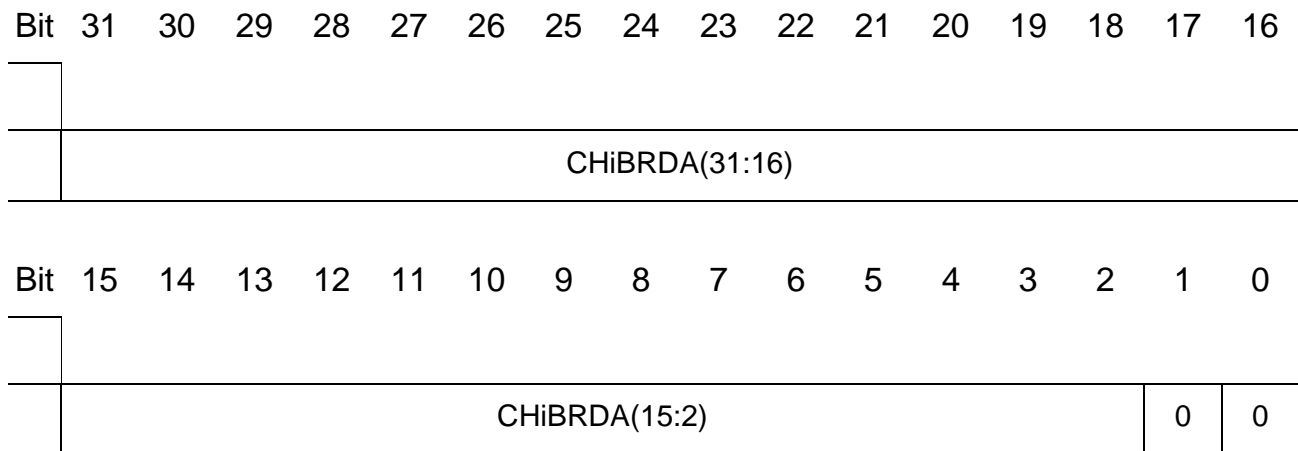 Bit 31 30 29 28 27 26 25 24 23 22 21 20 19 18 17 16
CHiBRDA(31:16)
Bit 15 14 13 12 11 10 9 8 7 6 5 4 3 2 1 0
CHiBRDA(15:2) 0 0